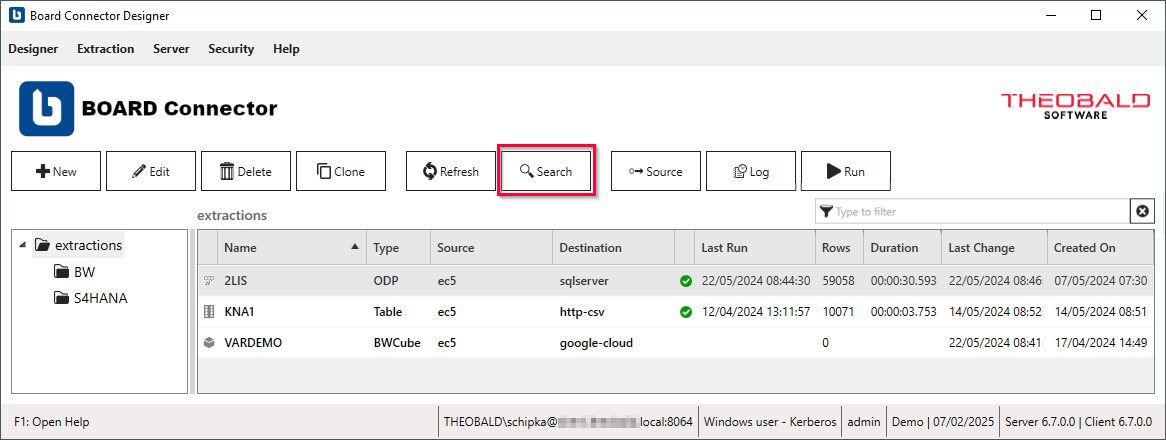 Board Connector Designer
Designer Extraction Server Security Help
b BOARD Connector
THEOBALD
SOFTWARE
New Edit Delete Clone Refresh Search Source Log Run
extractions Type to filter
extractions
BW
S4HANA
Name Type Source Destination Last Run Rows Duration Last Change Created On
2LIS ODP ec5 sqlserver 22/05/2024 08:44:30 59058 00:00:30.593 22/05/2024 08:46 07/05/2024 07:30
KNA1 Table ec5 http-csv 12/04/2024 13:11:57 10071 00:00:03.753 14/05/2024 08:52 14/05/2024 08:51
VARDEMO BWCube ec5 google-cloud 0 22/05/2024 08:41 17/04/2024 14:49
F1: Open Help THEOBALD\schipka@ local:8064 Windows user - Kerberos admin Demo | 07/02/2025 Server 6.7.0.0 | Client 6.7.0.0